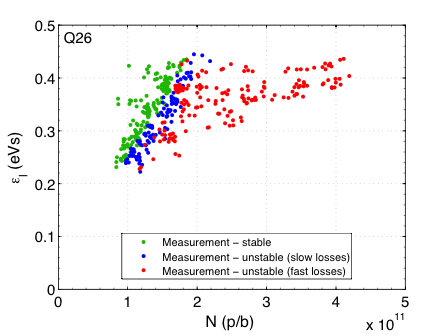 Q26
0.5
0.4
0.3
0.2
0.1
0
ε_l (eVs)
Measurement – stable
Measurement – unstable (slow losses)
Measurement – unstable (fast losses)
0 1 2 3 4 5
N (p/b)
x 10^11